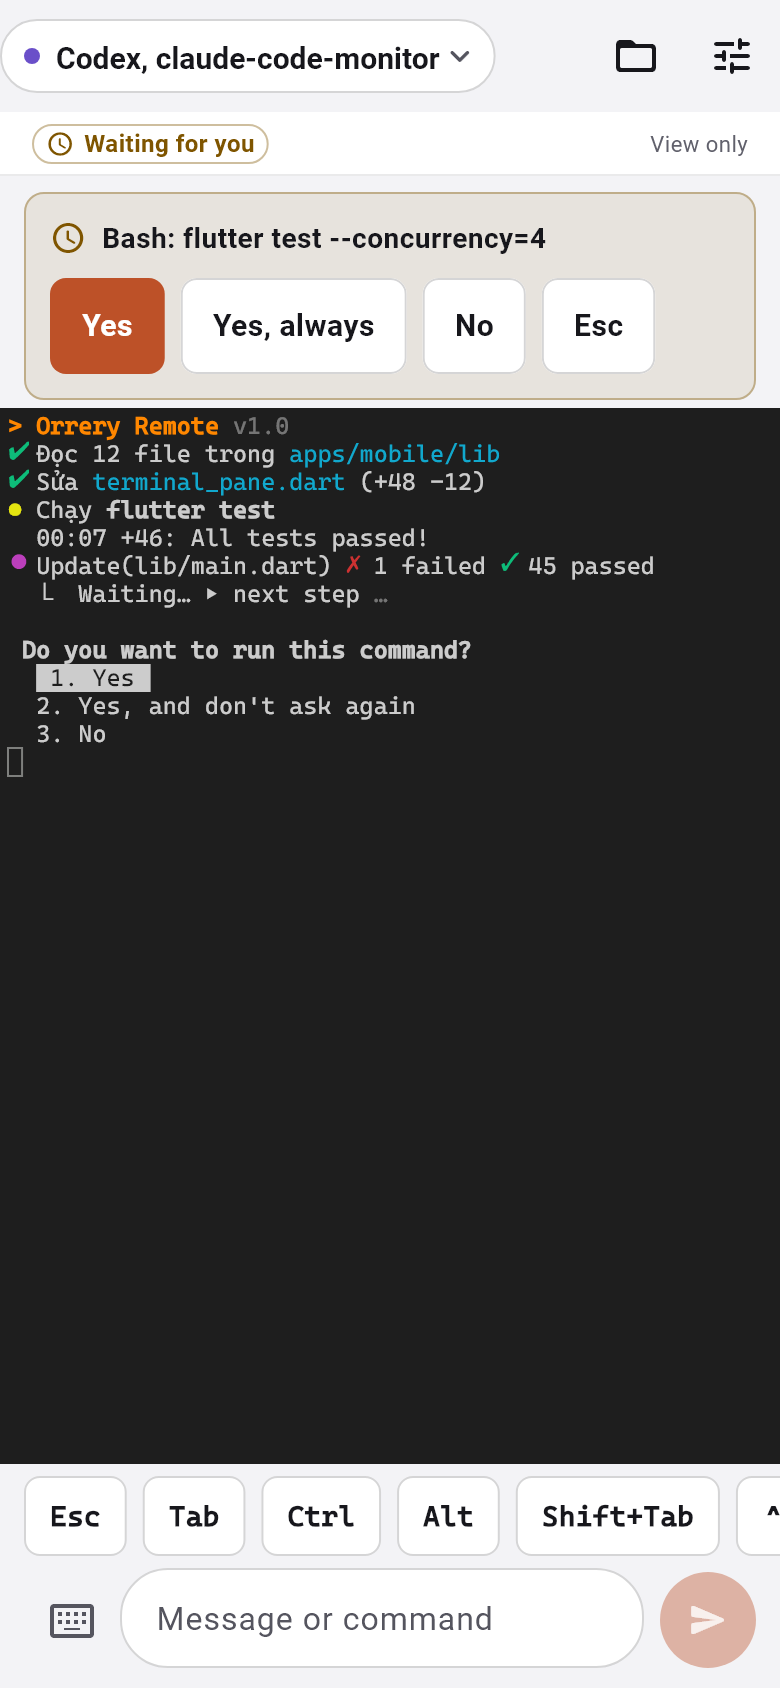 Codex, claude-code-monitor
Waiting for you
View only
Bash: flutter test --concurrency=4
Yes
Yes, always
No
Esc
> Orrery Remote v1.0
✔ Đọc 12 file trong apps/mobile/lib
✔ Sửa terminal_pane.dart (+48 -12)
● Chạy flutter test
00:07 +46: All tests passed!
● Update(lib/main.dart) ✗ 1 failed ✓ 45 passed
└ Waiting… ▶ next step …
Do you want to run this command?
1. Yes
2. Yes, and don't ask again
3. No
Esc
Tab
Ctrl
Alt
Shift+Tab
^
Message or command